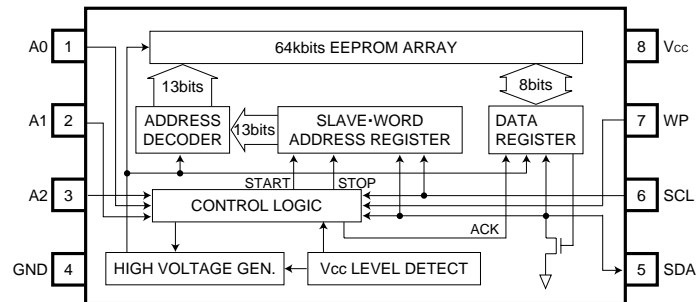 A0 1 64kbits EEPROM ARRAY 8 Vcc
13bits 8bits
A1 2 ADDRESS DECODER 13bits SLAVE・WORD ADDRESS REGISTER DATA REGISTER 7 WP
START STOP
A2 3 CONTROL LOGIC 6 SCL
ACK
GND 4 HIGH VOLTAGE GEN. Vcc LEVEL DETECT 5 SDA